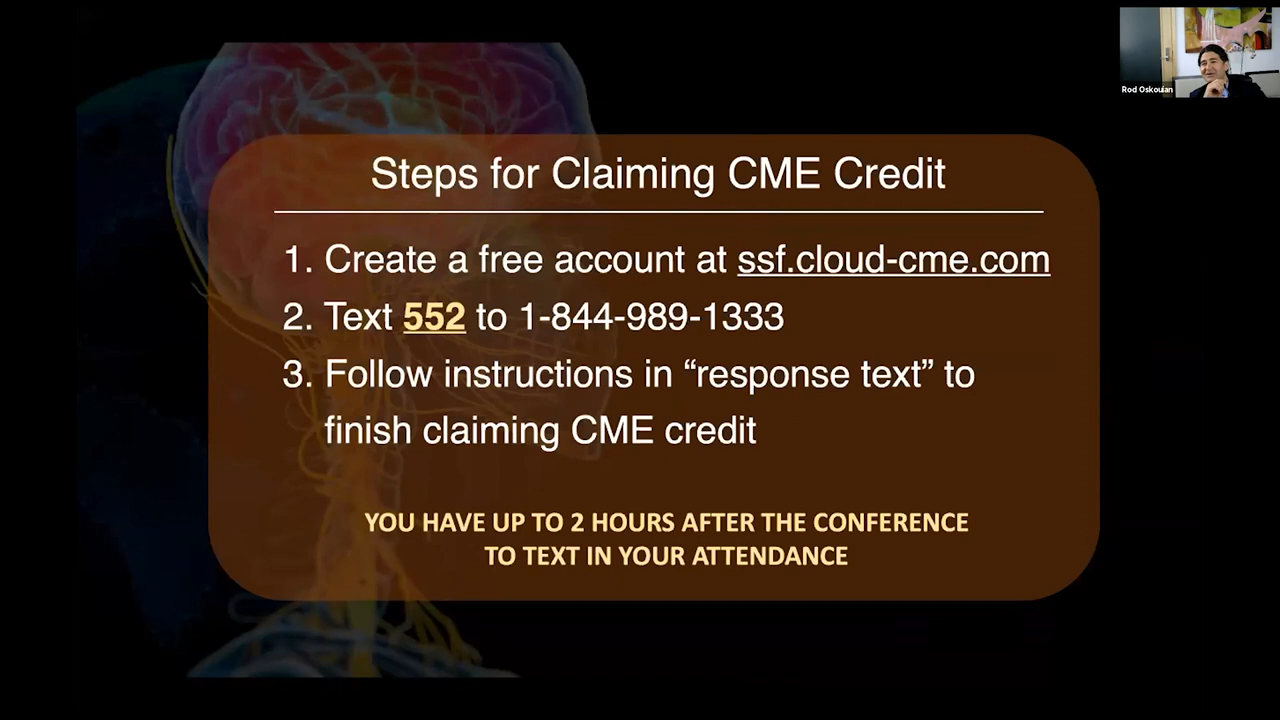 Rod Oskouian
Steps for Claiming CME Credit
1. Create a free account at ssf.cloud-cme.com
2. Text 552 to 1-844-989-1333
3. Follow instructions in “response text” to
finish claiming CME credit
YOU HAVE UP TO 2 HOURS AFTER THE CONFERENCE
TO TEXT IN YOUR ATTENDANCE